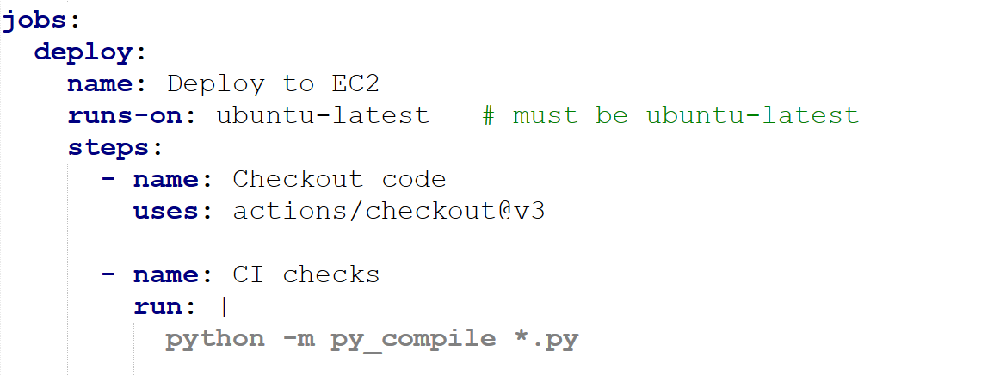 jobs:
  deploy:
    name: Deploy to EC2
    runs-on: ubuntu-latest   # must be ubuntu-latest
    steps:
      - name: Checkout code
        uses: actions/checkout@v3

      - name: CI checks
        run: |
          python -m py_compile *.py